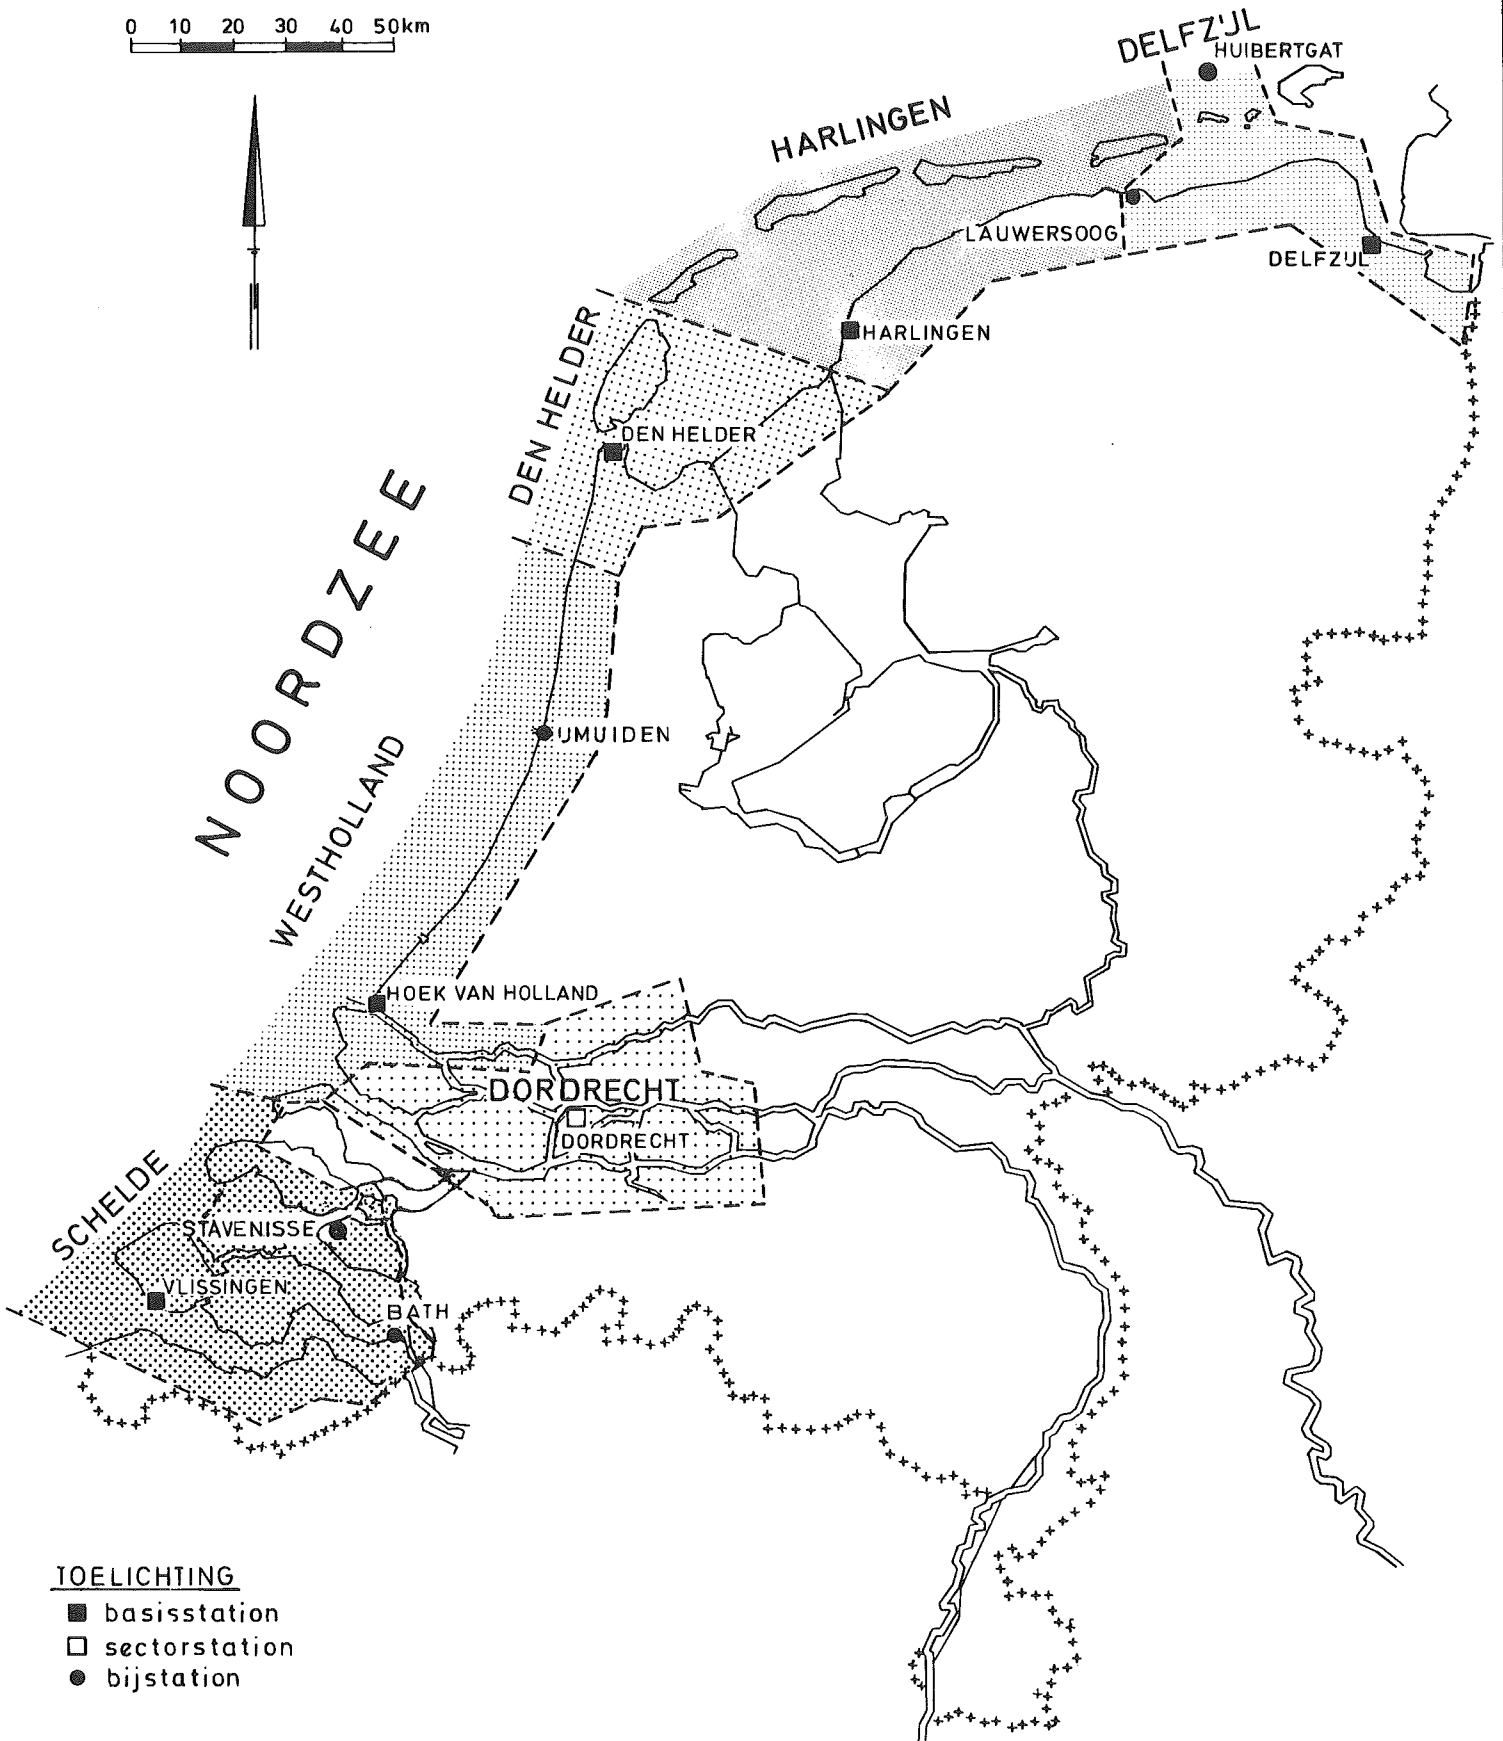 0 10 20 30 40 50km
DELFZIJL
HUIBERTGAT
HARLINGEN
LAUWERSOOG
DELFZIJL
HARLINGEN
DEN HELDER
DEN HELDER
NOORDZEE
IJMUIDEN
WESTHOLLAND
HOEK VAN HOLLAND
DORDRECHT
DORDRECHT
SCHELDE
STAVENISSE
VLISSINGEN
BATH
TOELICHTING
basisstation
sectorstation
bijstation